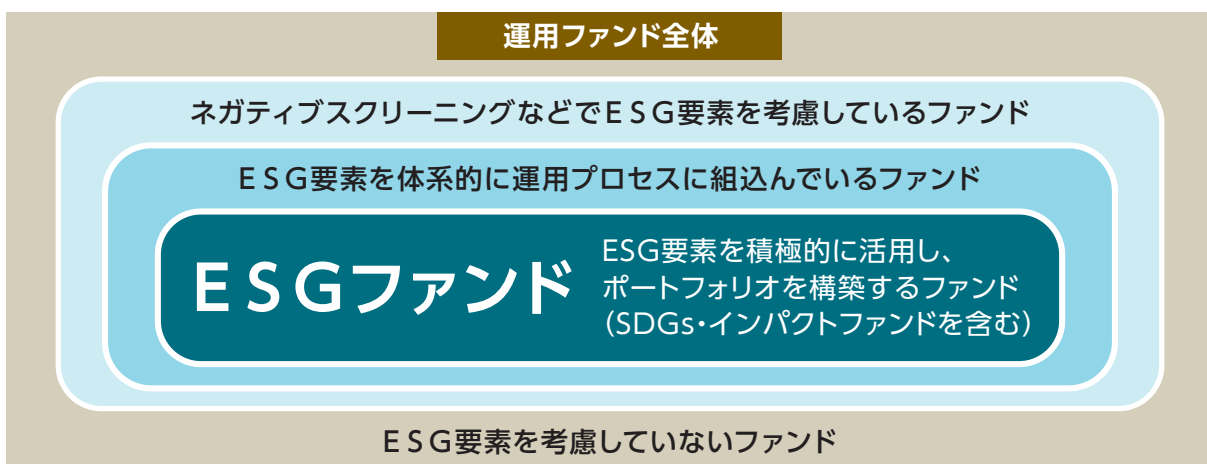 運用ファンド全体
ネガティブスクリーニングなどでESG要素を考慮しているファンド
ESG要素を体系的に運用プロセスに組込んでいるファンド
ESGファンド
ESG要素を積極的に活用し、
ポートフォリオを構築するファンド
(SDGs・インパクトファンドを含む)
ESG要素を考慮していないファンド